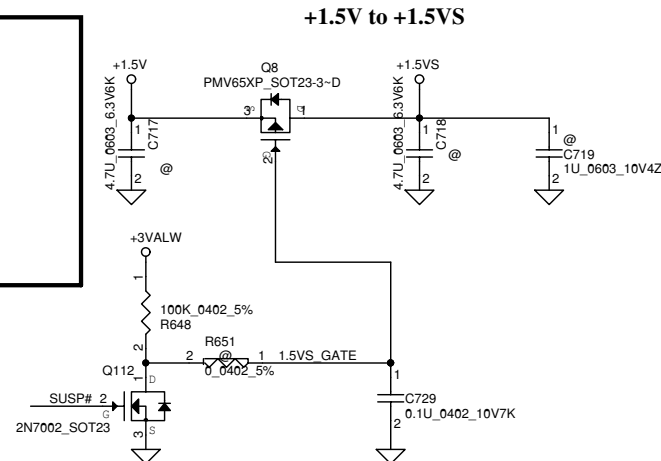 +1.5V to +1.5VS
+1.5V
Q8
PMV65XP_SOT23-3~D
+1.5VS
3
S
G
1
2
4.7U_0603_6.3V6K
1
C717
@
2
4.7U_0603_6.3V6K
1
C718
@
2
1
@
C719
1U_0603_10V4Z
2
+3VALW
1
100K_0402_5%
R648
2
R651
2
@
1
1.5VS_GATE
0_0402_5%
Q112
1
D
SUSP#
2
G
S
2N7002_SOT23
3
1
C729
0.1U_0402_10V7K
2